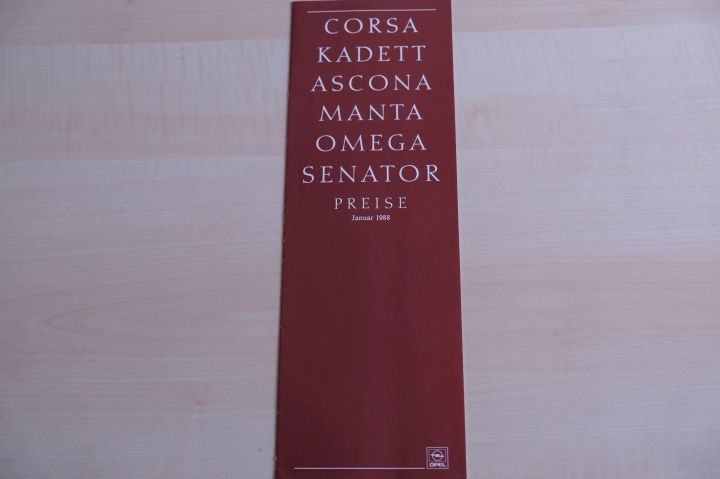 CORSA
KADETT
ASCONA
MANTA
OMEGA
SENATOR
PREISE
Januar 1988
OPEL